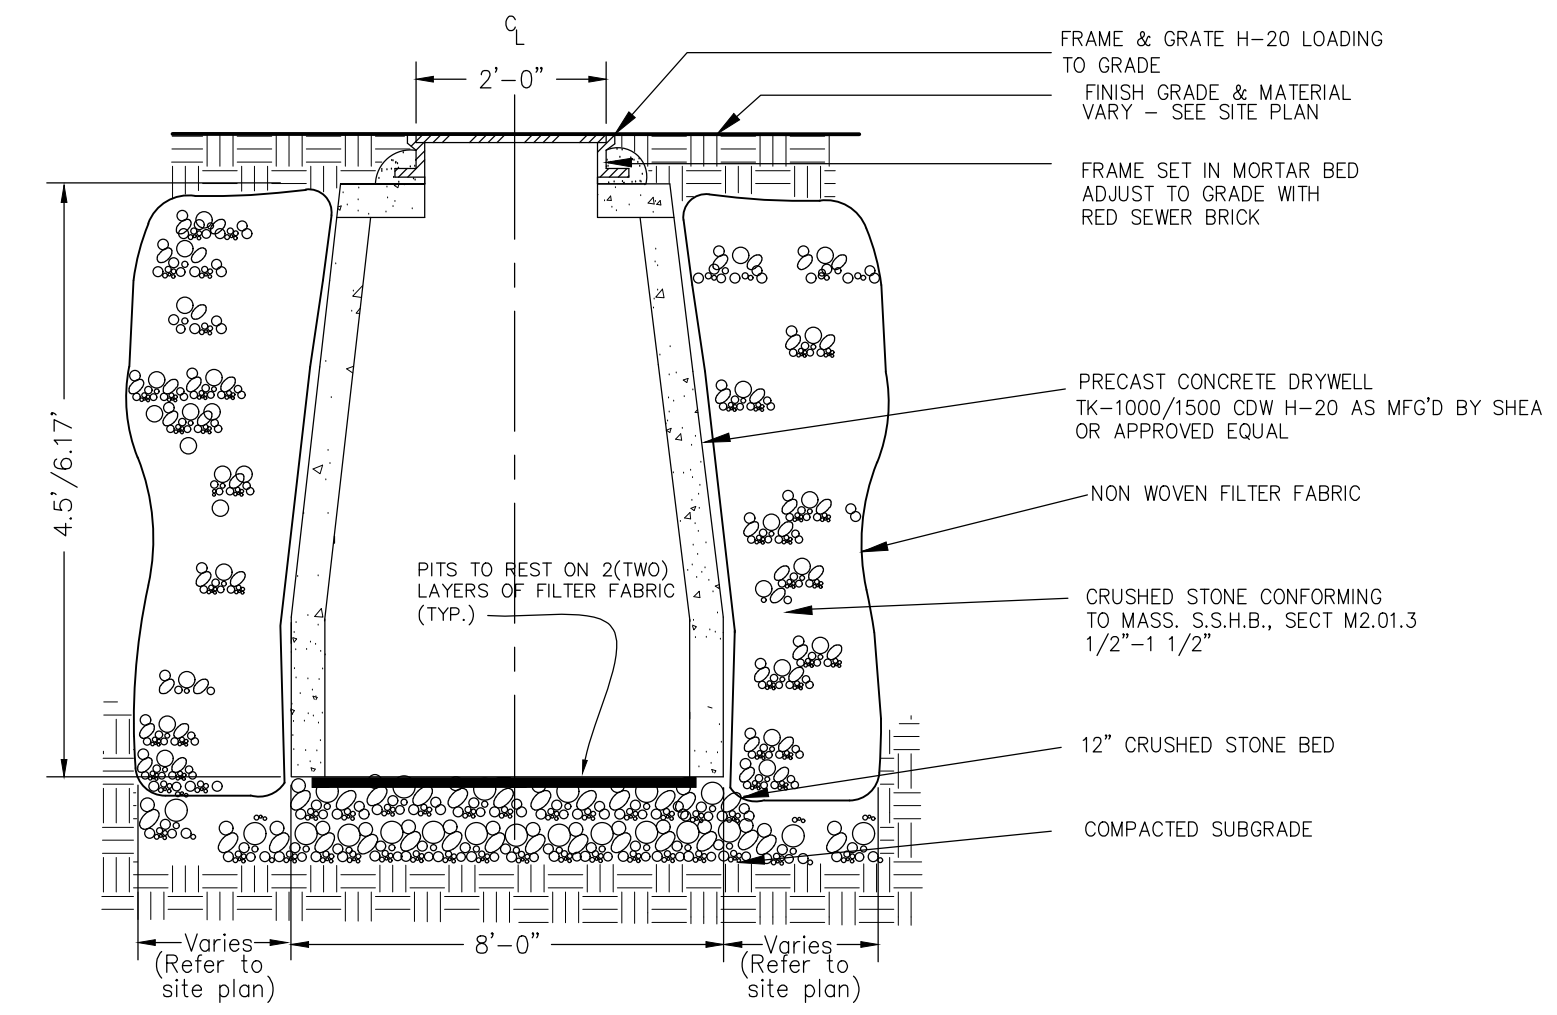 CL
2'-0"
FRAME & GRATE H-20 LOADING
TO GRADE
FINISH GRADE & MATERIAL
VARY - SEE SITE PLAN
FRAME SET IN MORTAR BED
ADJUST TO GRADE WITH
RED SEWER BRICK
PRECAST CONCRETE DRYWELL
TK-1000/1500 CDW H-20 AS MFG'D BY SHEA
OR APPROVED EQUAL
4.5'/6.17'
NON WOVEN FILTER FABRIC
PITS TO REST ON 2(TWO)
LAYERS OF FILTER FABRIC
(TYP.)
CRUSHED STONE CONFORMING
TO MASS. S.S.H.B., SECT M2.01.3
1/2"-1 1/2"
12" CRUSHED STONE BED
COMPACTED SUBGRADE
Varies
(Refer to
site plan)
8'-0"
Varies
(Refer to
site plan)